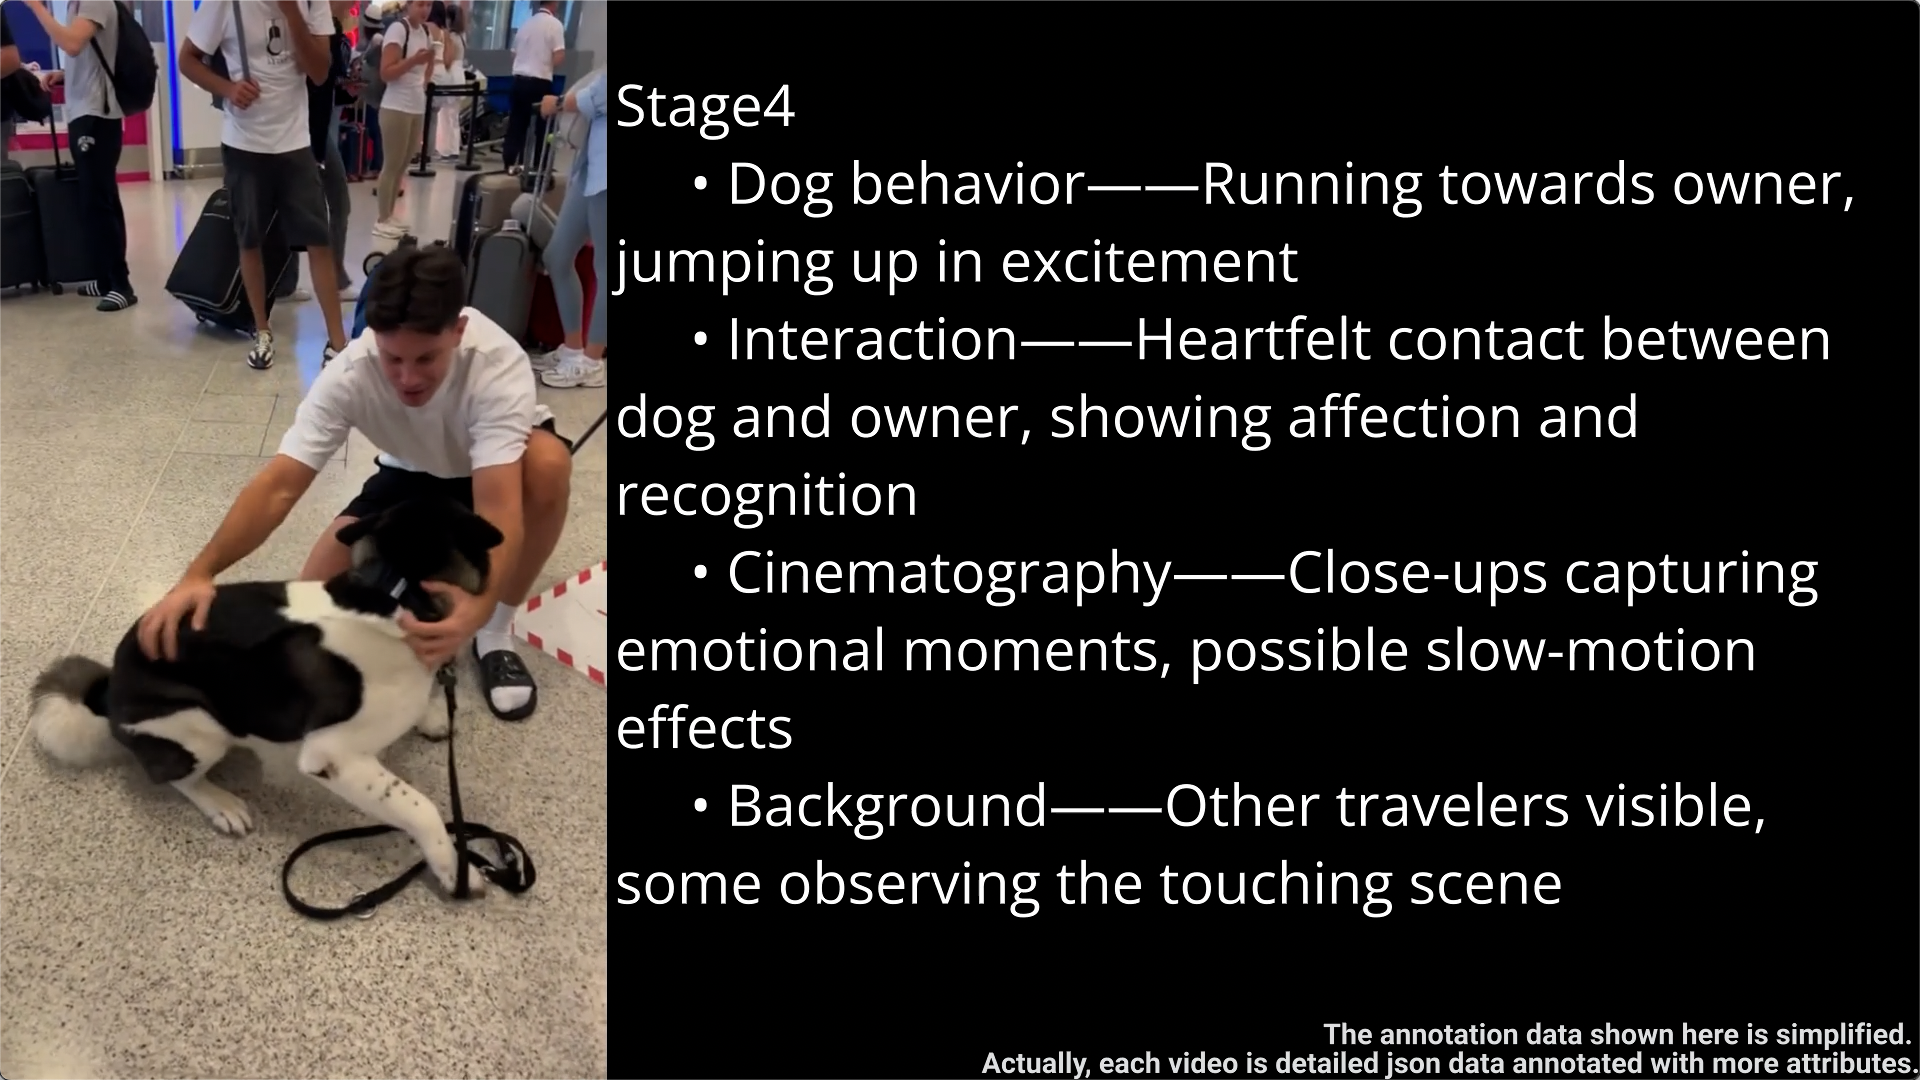 Stage4
• Dog behavior——Running towards owner,
jumping up in excitement
• Interaction——Heartfelt contact between
dog and owner, showing affection and
recognition
• Cinematography——Close-ups capturing
emotional moments, possible slow-motion
effects
• Background——Other travelers visible,
some observing the touching scene
The annotation data shown here is simplified.
Actually, each video is detailed json data annotated with more attributes.